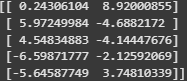 [[ 0.24306104 8.92000855]
[ 5.97249984 -4.6882172 ]
[ 4.54834883 -4.14447676]
[-6.59871777 -2.12592069]
[-5.64587749 3.74810339]